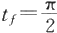 t_f = π/2